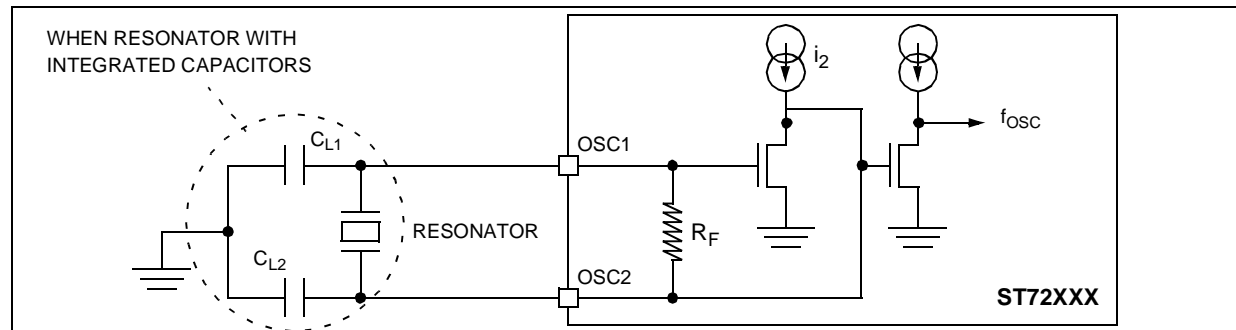 WHEN RESONATOR WITH
INTEGRATED CAPACITORS
CL1
CL2
RESONATOR
OSC1
OSC2
RF
i2
fOSC
ST72XXX